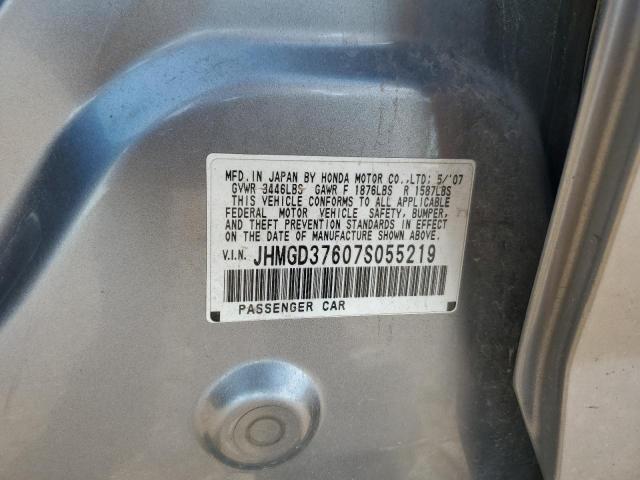 MFD.IN JAPAN BY HONDA MOTOR CO.,LTD: 5/'07
GVWR 3446LBS GAWR F 1876LBS R 1587LBS
THIS VEHICLE CONFORMS TO ALL APPLICABLE
FEDERAL MOTOR VEHICLE SAFETY, BUMPER,
AND THEFT PREVENTION STANDARDS IN EFFECT
ON THE DATE OF MANUFACTURE SHOWN ABOVE.
V.I.N. JHMGD37607S055219
PASSENGER CAR